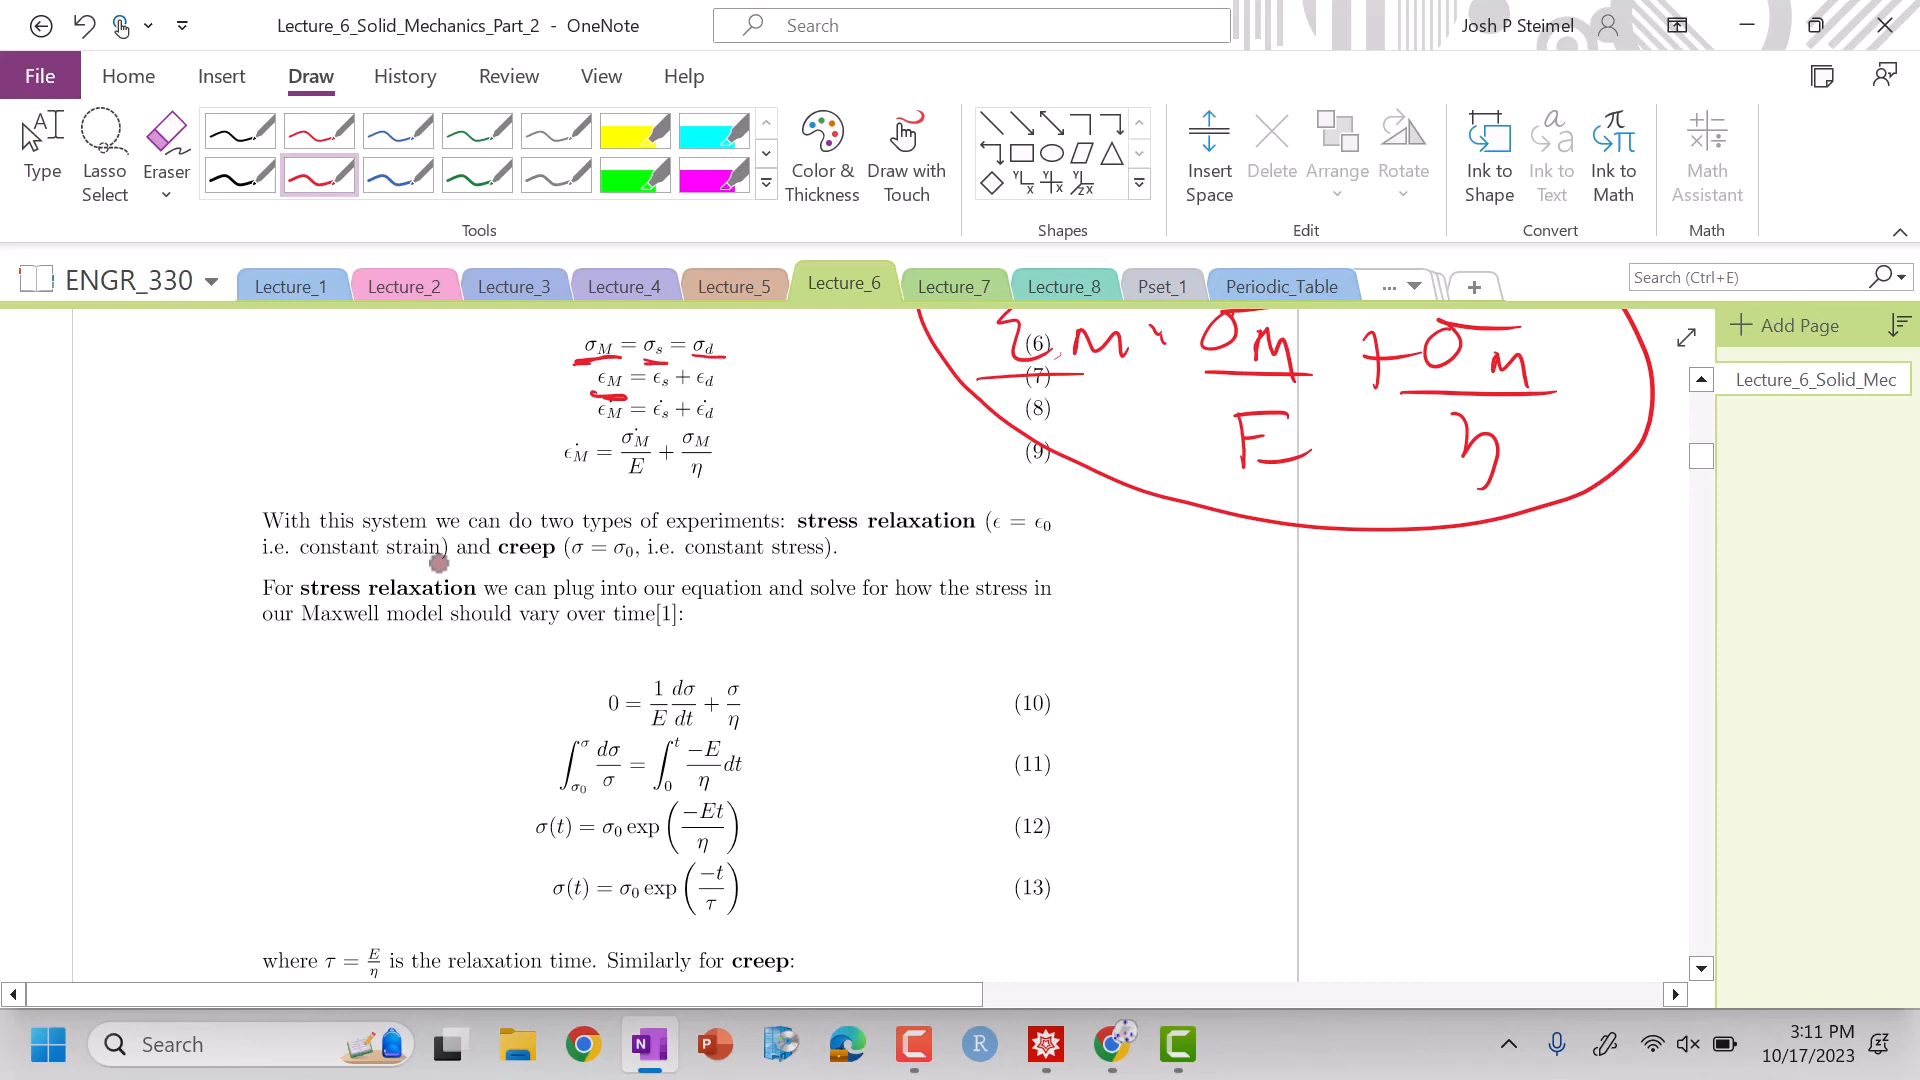 Lecture_6_Solid_Mechanics_Part_2 - OneNote
Search
Josh P Steimel
File Home Insert Draw History Review View Help
Type
Lasso Select
Eraser
Color & Thickness
Draw with Touch
Insert Space
Delete
Arrange
Rotate
Ink to Shape
Ink to Text
Ink to Math
Math Assistant
Tools Shapes Edit Convert Math
ENGR_330 Lecture_1 Lecture_2 Lecture_3 Lecture_4 Lecture_5 Lecture_6 Lecture_7 Lecture_8 Pset_1 Periodic_Table ... +
Search (Ctrl+E)
Add Page
Lecture_6_Solid_Mec
σ_M = σ_s = σ_d (6)
ϵ_M = ϵ_s + ϵ_d (7)
ϵ̇_M = ϵ̇_s + ϵ̇_d (8)
ϵ̇_M = σ̇_M/E + σ_M/η (9)
σ_M/E + σ_M/η
With this system we can do two types of experiments: stress relaxation (ϵ = ϵ₀
i.e. constant strain) and creep (σ = σ₀, i.e. constant stress).
For stress relaxation we can plug into our equation and solve for how the stress in
our Maxwell model should vary over time[1]:
0 = 1/E dσ/dt + σ/η (10)
∫_{σ₀}^{σ} dσ/σ = ∫_0^t −E/η dt (11)
σ(t) = σ₀ exp(−Et/η) (12)
σ(t) = σ₀ exp(−t/τ) (13)
where τ = E/η is the relaxation time. Similarly for creep:
Search
3:11 PM
10/17/2023